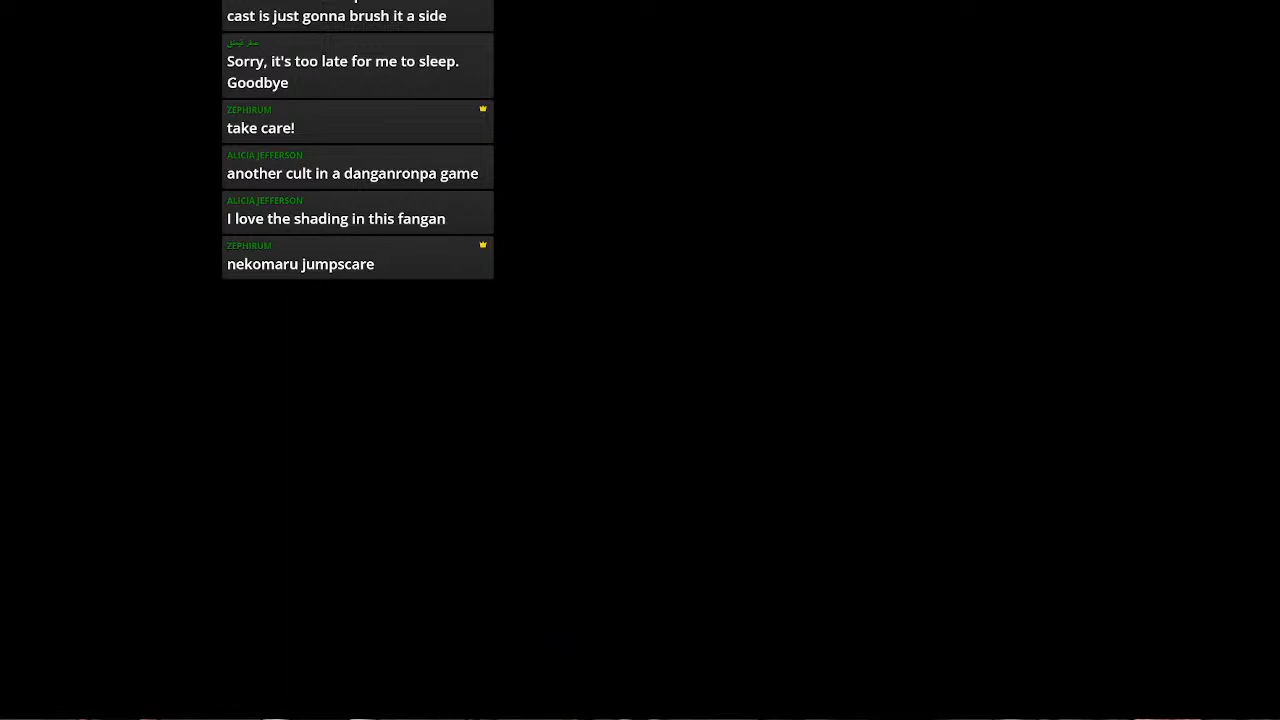 cast is just gonna brush it a side
Sorry, it's too late for me to sleep.
Goodbye
ZEPHIRUM
take care!
ALICIA JEFFERSON
another cult in a danganronpa game
ALICIA JEFFERSON
I love the shading in this fangan
ZEPHIRUM
nekomaru jumpscare